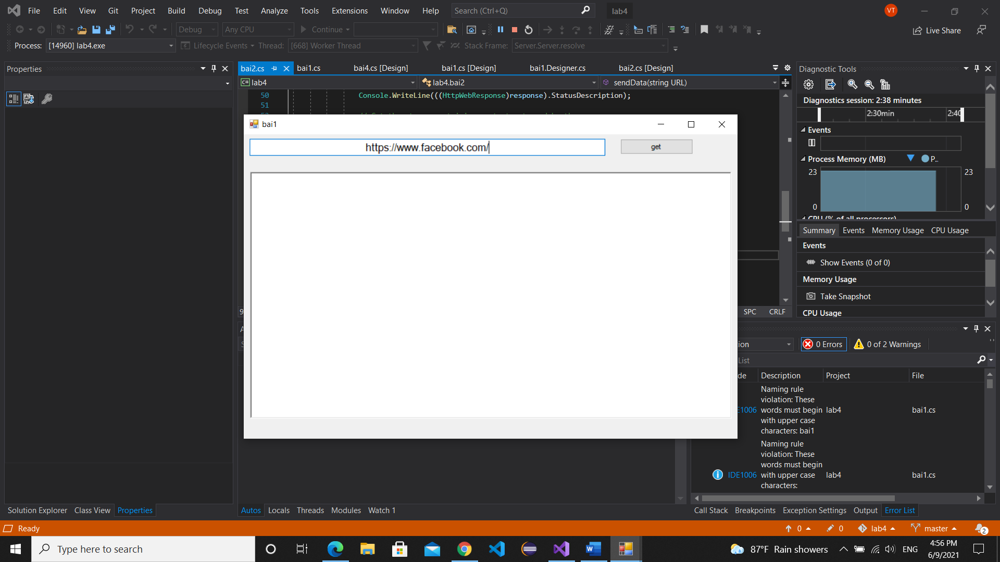 File Edit View Git Project Build Debug Test Analyze Tools Extensions Window Help Search (Ctrl+Q) lab4 VT
Debug Any CPU Continue Live Share
Process: [14960] lab4.exe Lifecycle Events Thread: [668] Worker Thread Stack Frame: Server.Server.resolve
Properties
bai2.cs bai1.cs bai4.cs [Design] bai1.cs [Design] bai1.Designer.cs bai2.cs [Design]
C# lab4 lab4.bai2 sendData(string URL)
50 Console.WriteLine(((HttpWebResponse)response).StatusDescription);
51
bai1
https://www.facebook.com/ get
SPC CRLF
Diagnostic Tools
Diagnostics session: 2:38 minutes
2:30min 2:40
Events
Process Memory (MB) P..
23 23
0 0
CPU (% of all processors)
Summary Events Memory Usage CPU Usage
Events
Show Events (0 of 0)
Memory Usage
Take Snapshot
CPU Usage
0 Errors 0 of 2 Warnings
List
Description Project File
Naming rule
violation: These
words must begin lab4 bai1.cs
with upper case
characters: bai1
Naming rule
violation: These
words must begin
IDE1006 with upper case lab4 bai1.cs
characters:
Solution Explorer Class View Properties
Autos Locals Threads Modules Watch 1
Call Stack Breakpoints Exception Settings Output Error List
Ready 0 0 lab4 master 2
Type here to search
87°F Rain showers ENG 4:56 PM
6/9/2021